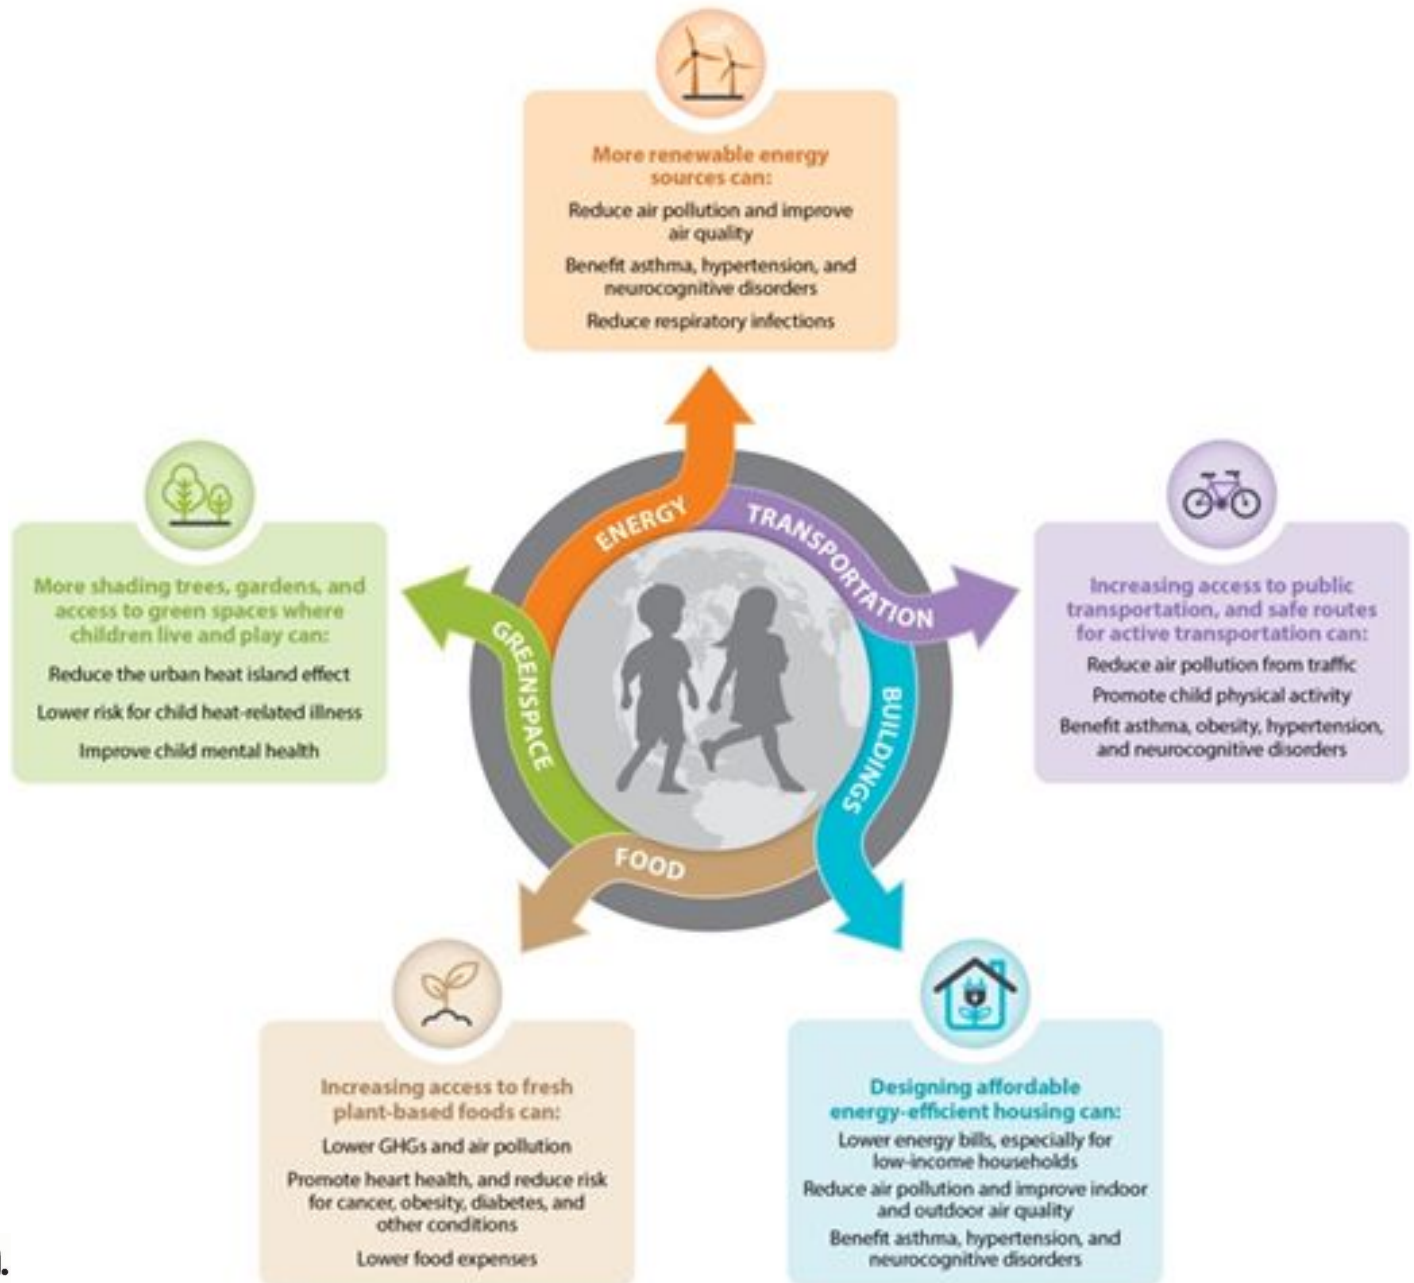 More renewable energy
sources can:
Reduce air pollution and improve
air quality
Benefit asthma, hypertension, and
neurocognitive disorders
Reduce respiratory infections
ENERGY
TRANSPORTATION
BUILDINGS
FOOD
GREENSPACE
More shading trees, gardens, and
access to green spaces where
children live and play can:
Reduce the urban heat island effect
Lower risk for child heat-related illness
Improve child mental health
Increasing access to public
transportation, and safe routes
for active transportation can:
Reduce air pollution from traffic
Promote child physical activity
Benefit asthma, obesity, hypertension,
and neurocognitive disorders
Increasing access to fresh
plant-based foods can:
Lower GHGs and air pollution
Promote heart health, and reduce risk
for cancer, obesity, diabetes, and
other conditions
Lower food expenses
Designing affordable
energy-efficient housing can:
Lower energy bills, especially for
low-income households
Reduce air pollution and improve indoor
and outdoor air quality
Benefit asthma, hypertension, and
neurocognitive disorders